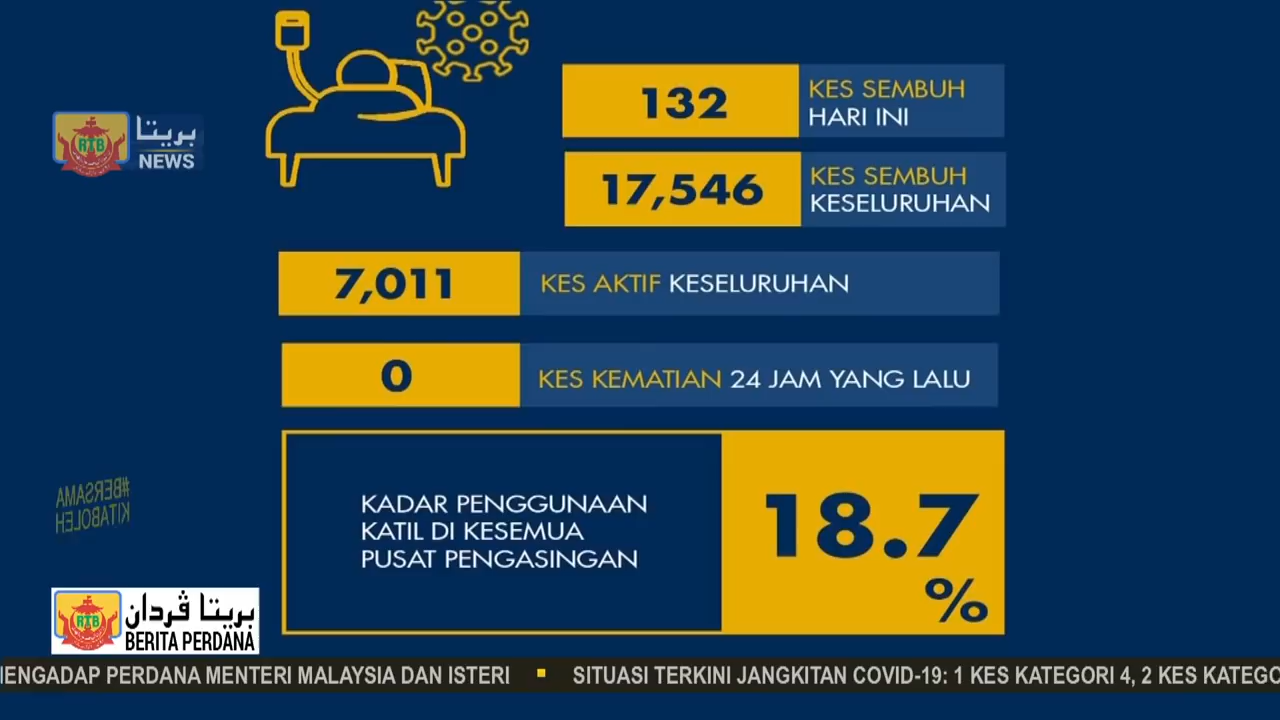 132
KES SEMBUH
HARI INI
RTB
بريتا
NEWS
17,546
KES SEMBUH
KESELURUHAN
7,011
KES AKTIF KESELURUHAN
0
KES KEMATIAN 24 JAM YANG LALU
KADAR PENGGUNAAN
KATIL DI KESEMUA
PUSAT PENGASINGAN
18.7
%
#BERSAMA
KITABOLEH
RTB
بريتا ڤردان
BERITA PERDANA
MENGADAP PERDANA MENTERI MALAYSIA DAN ISTERI
SITUASI TERKINI JANGKITAN COVID-19: 1 KES KATEGORI 4, 2 KES KATEGO